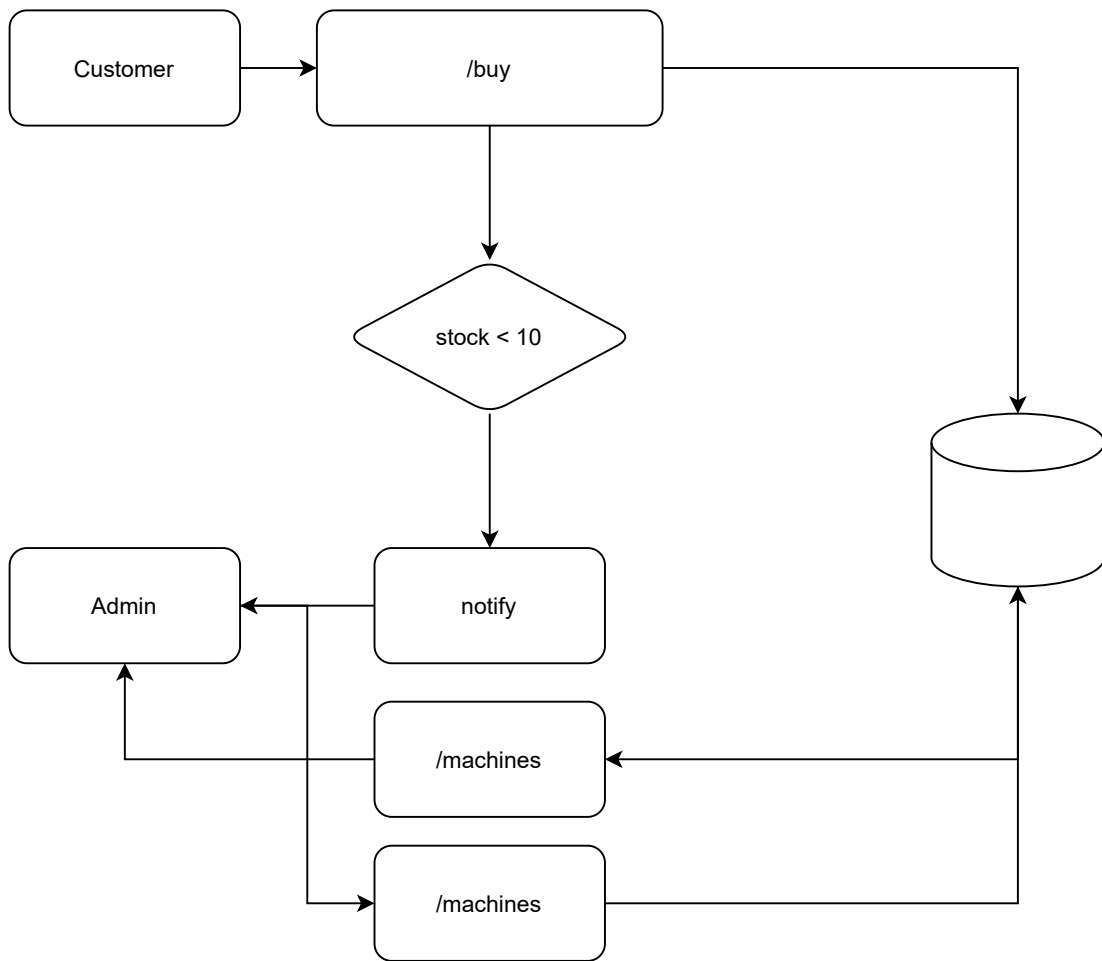 Customer
/buy
stock < 10
Admin
notify
/machines
/machines